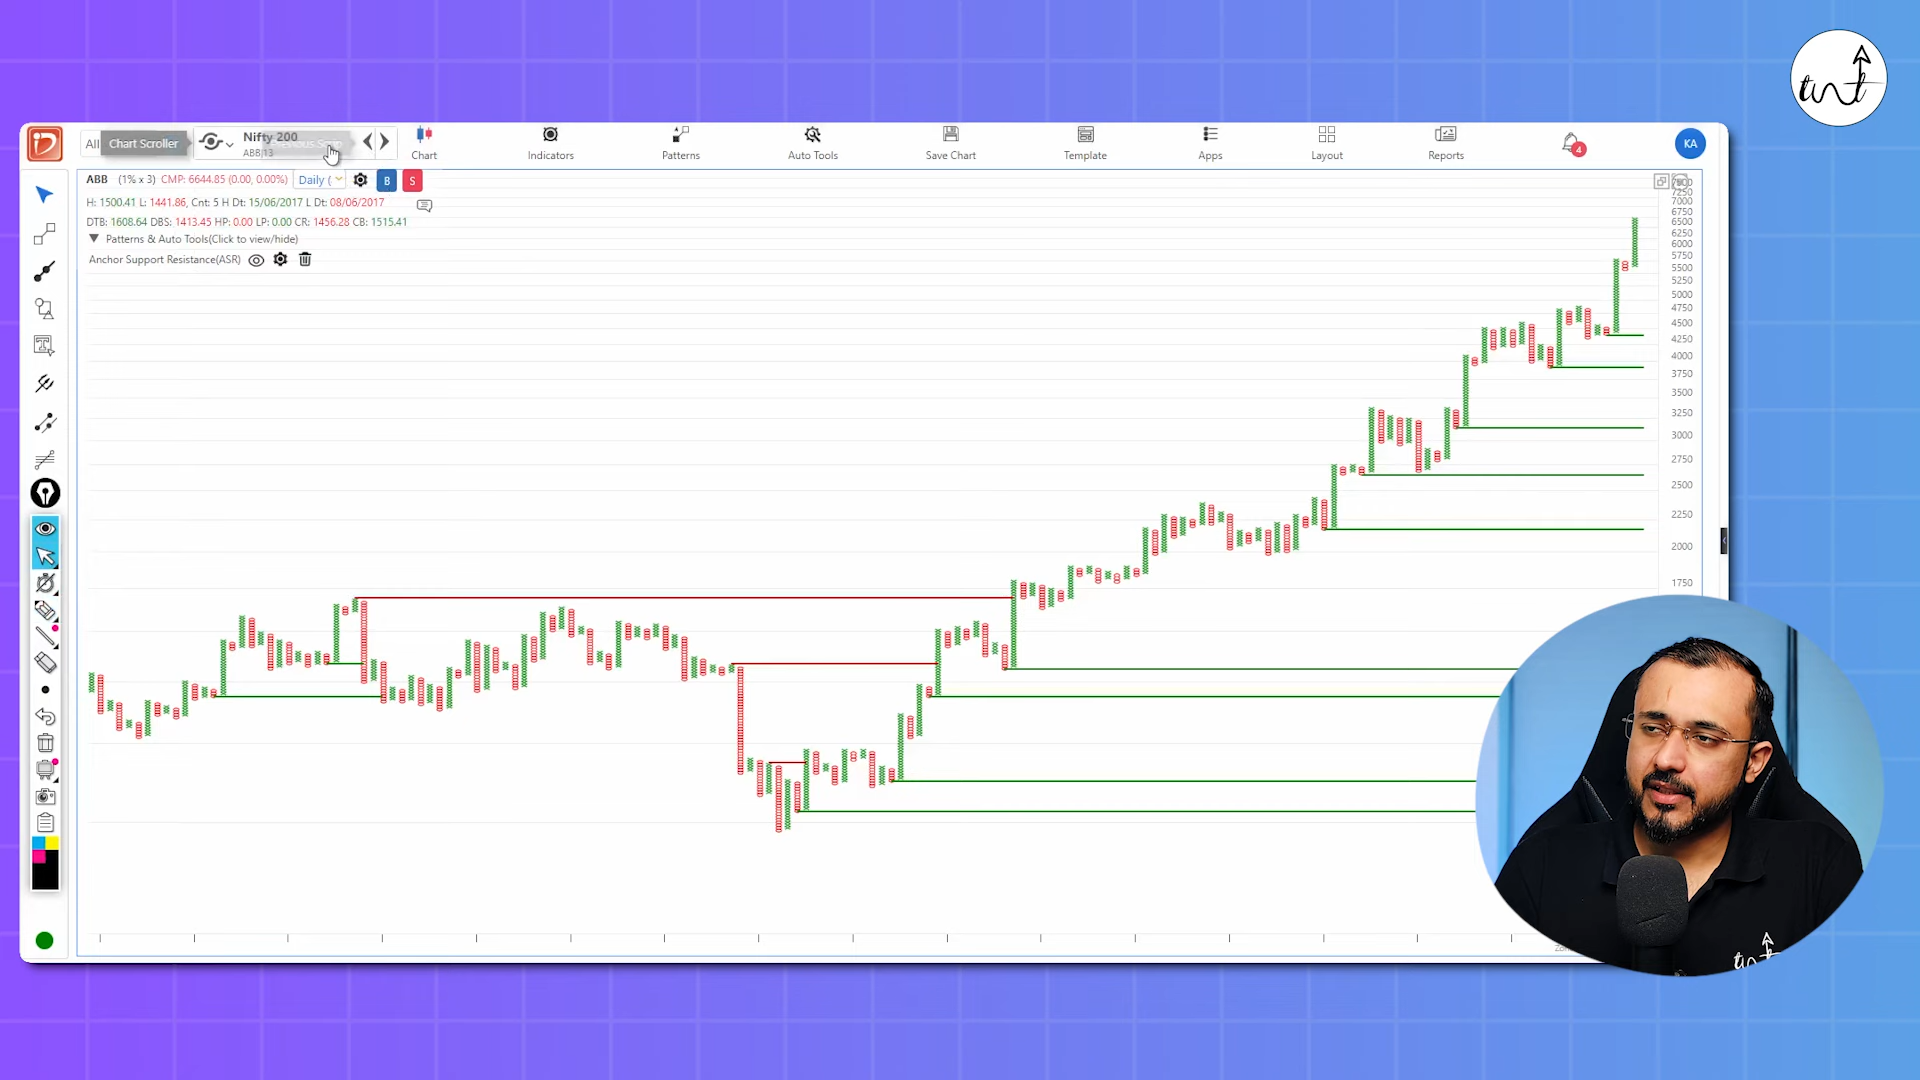 twt
All
Chart Scroller
Nifty 200
ABB/13
Chart
Indicators
Patterns
Auto Tools
Save Chart
Template
Apps
Layout
Reports
4
KA
ABB (1% x 3) CMP: 6644.85 (0.00, 0.00%) Daily (
B
S
H: 1500.41 L: 1441.86, Cnt: 5 H Dt: 15/06/2017 L Dt: 08/06/2017
DTB: 1608.64 DBS: 1413.45 HP: 0.00 LP: 0.00 CR: 1456.28 CB: 1515.41
Patterns & Auto Tools(Click to view/hide)
Anchor Support Resistance(ASR)
7250
7000
6750
6500
6250
6000
5750
5500
5250
5000
4750
4500
4250
4000
3750
3500
3250
3000
2750
2500
2250
2000
1750
twt